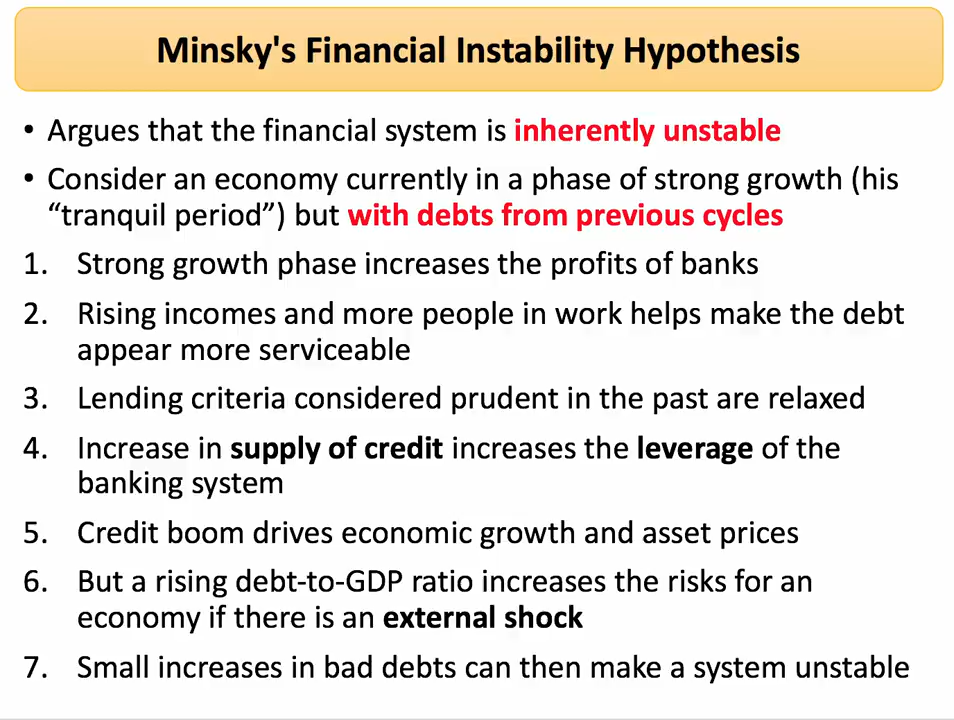 Minsky's Financial Instability Hypothesis
• Argues that the financial system is inherently unstable
• Consider an economy currently in a phase of strong growth (his
“tranquil period”) but with debts from previous cycles
1. Strong growth phase increases the profits of banks
2. Rising incomes and more people in work helps make the debt
appear more serviceable
3. Lending criteria considered prudent in the past are relaxed
4. Increase in supply of credit increases the leverage of the
banking system
5. Credit boom drives economic growth and asset prices
6. But a rising debt-to-GDP ratio increases the risks for an
economy if there is an external shock
7. Small increases in bad debts can then make a system unstable